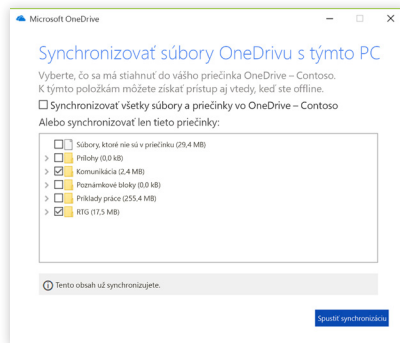 Microsoft OneDrive
Synchronizovať súbory OneDrivu s týmto PC
Vyberte, čo sa má stiahnuť do vášho priečinka OneDrive – Contoso.
K týmto položkám môžete získať prístup aj vtedy, keď ste offline.
Synchronizovať všetky súbory a priečinky vo OneDrive – Contoso
Alebo synchronizovať len tieto priečinky:
Súbory, ktoré nie sú v priečinku (29,4 MB)
Prílohy (0,0 kB)
Komunikácia (2,4 MB)
Poznámkové bloky (0,0 kB)
Príklady práce (255,4 MB)
RTG (17,5 MB)
Tento obsah už synchronizujete.
Spustiť synchronizáciu